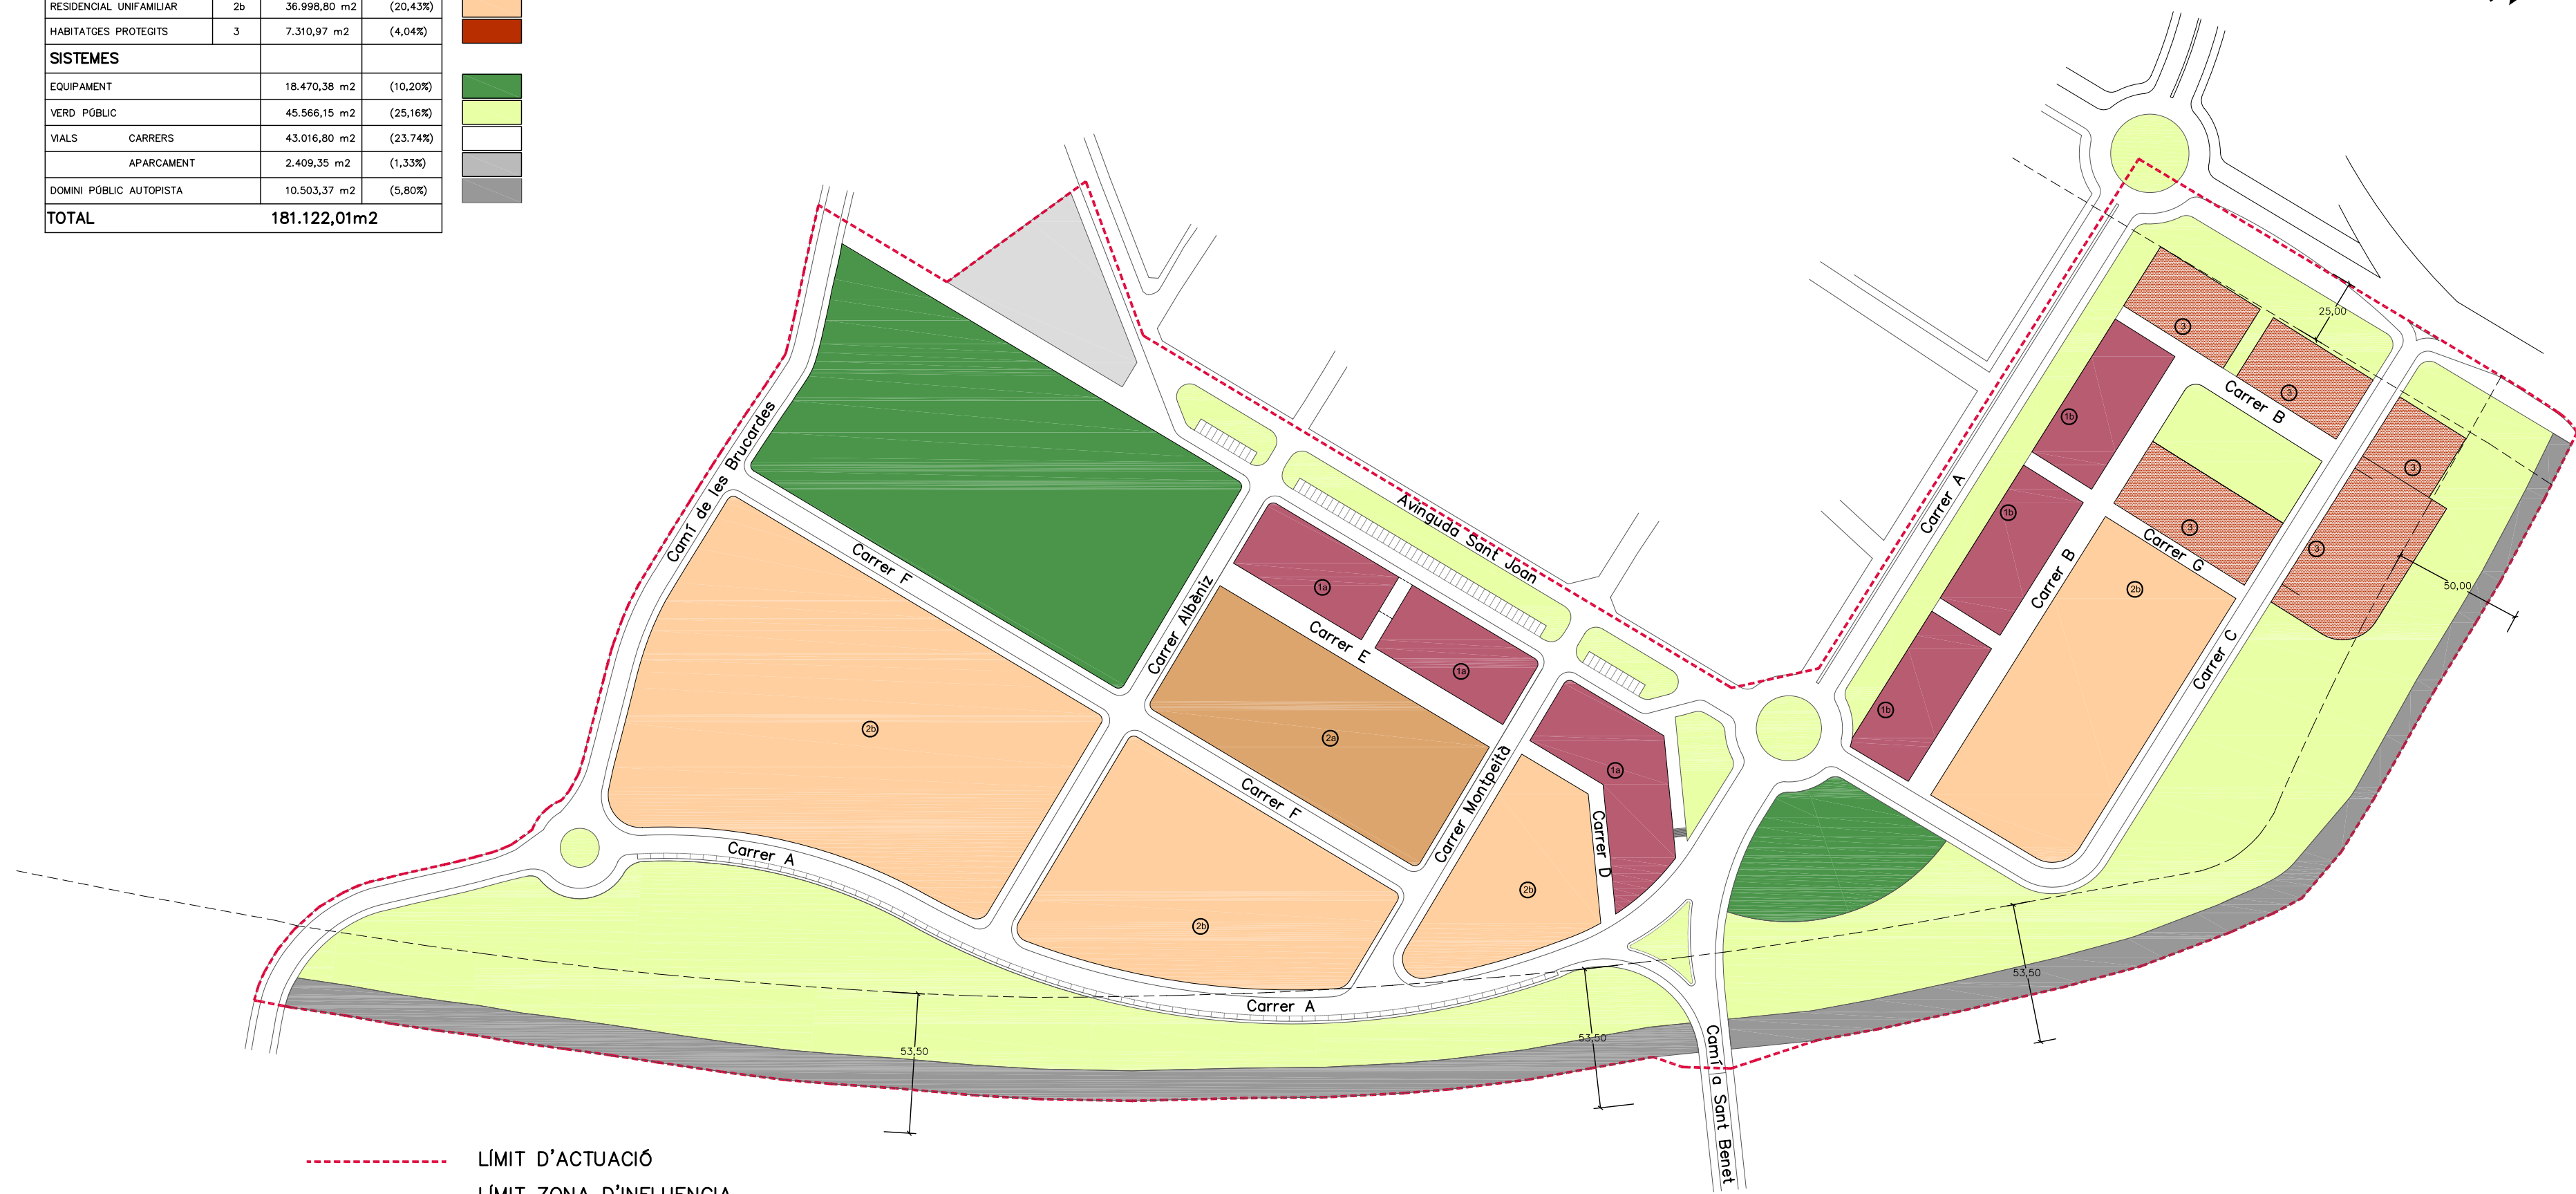 RESIDENCIAL UNIFAMILIAR 2b 36.998,80 m2 (20,43%)
HABITATGES PROTEGITS 3 7.310,97 m2 (4,04%)
SISTEMES
EQUIPAMENT 18.470,38 m2 (10,20%)
VERD PÚBLIC 45.566,15 m2 (25,16%)
VIALS CARRERS 43.016,80 m2 (23.74%)
APARCAMENT 2.409,35 m2 (1,33%)
DOMINI PÚBLIC AUTOPISTA 10.503,37 m2 (5,80%)
TOTAL 181.122,01m2
25,00
3
3
Carrer B
1b
3
Camí de les Brucardes
Carrer A
1b
3
Avinguda Sant Joan
Carrer G
3
Carrer F
1a
Carrer B
2b
50,00
Carrer Albèniz
Carrer E
1a
Carrer C
1b
2b
2a
1a
Carrer F
Carrer Montpeità
Carrer D
Carrer A
2b
2b
53,50
Carrer A
53,50
53,50
Camí a Sant Benet
LÍMIT D'ACTUACIÓ
LÍMIT ZONA D'INFLUENCIA